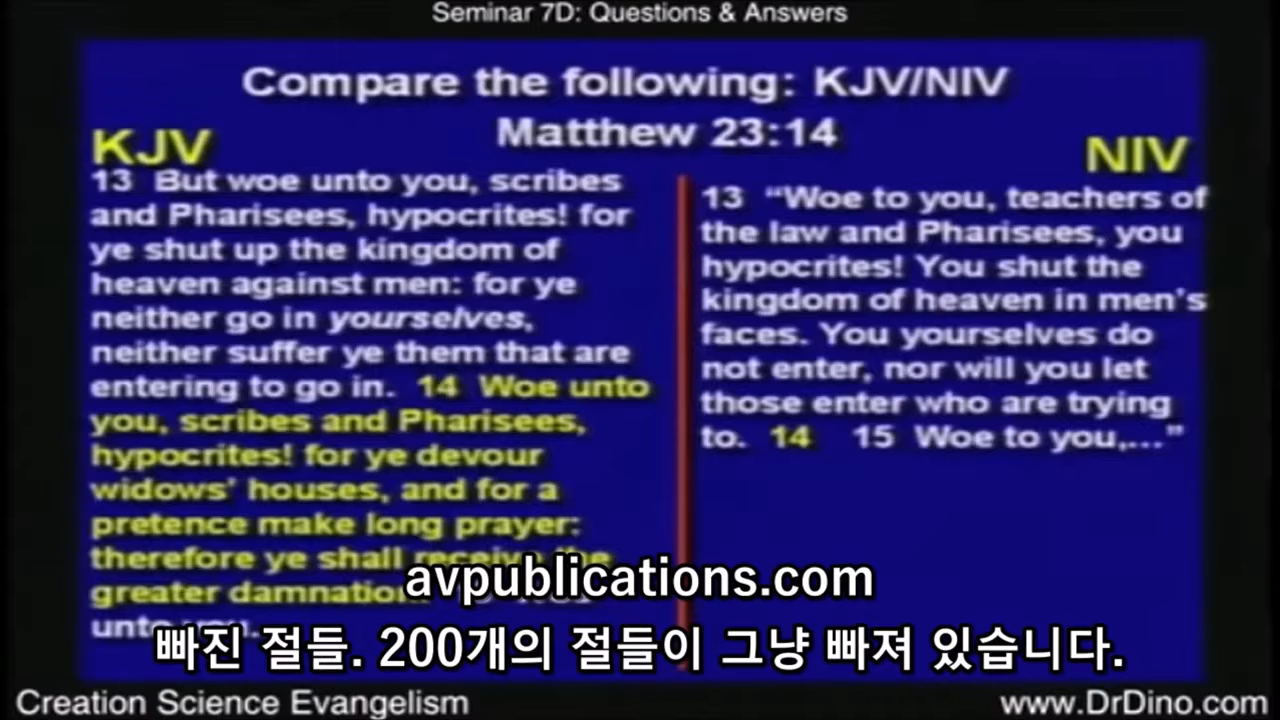 Seminar 7D: Questions & Answers
Compare the following: KJV/NIV
Matthew 23:14
KJV
13 But woe unto you, scribes
and Pharisees, hypocrites! for
ye shut up the kingdom of
heaven against men: for ye
neither go in yourselves,
neither suffer ye them that are
entering to go in. 14 Woe unto
you, scribes and Pharisees,
hypocrites! for ye devour
widows' houses, and for a
pretence make long prayer:
therefore ye shall receive the
greater damnation.
unto you
NIV
13 “Woe to you, teachers of
the law and Pharisees, you
hypocrites! You shut the
kingdom of heaven in men's
faces. You yourselves do
not enter, nor will you let
those enter who are trying
to. 14 15 Woe to you,...”
avpublications.com
빠진 절들. 200개의 절들이 그냥 빠져 있습니다.
Creation Science Evangelism
www.DrDino.com